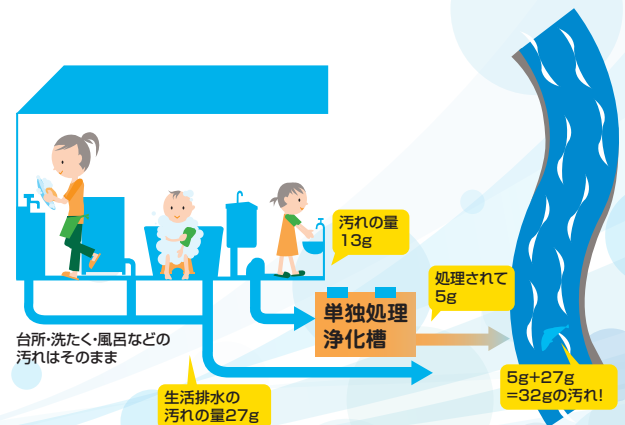 汚れの量
13g
処理されて
5g
単独処理
浄化槽
台所・洗たく・風呂などの
汚れはそのまま
5g+27g
=32gの汚れ!
生活排水の
汚れの量27g